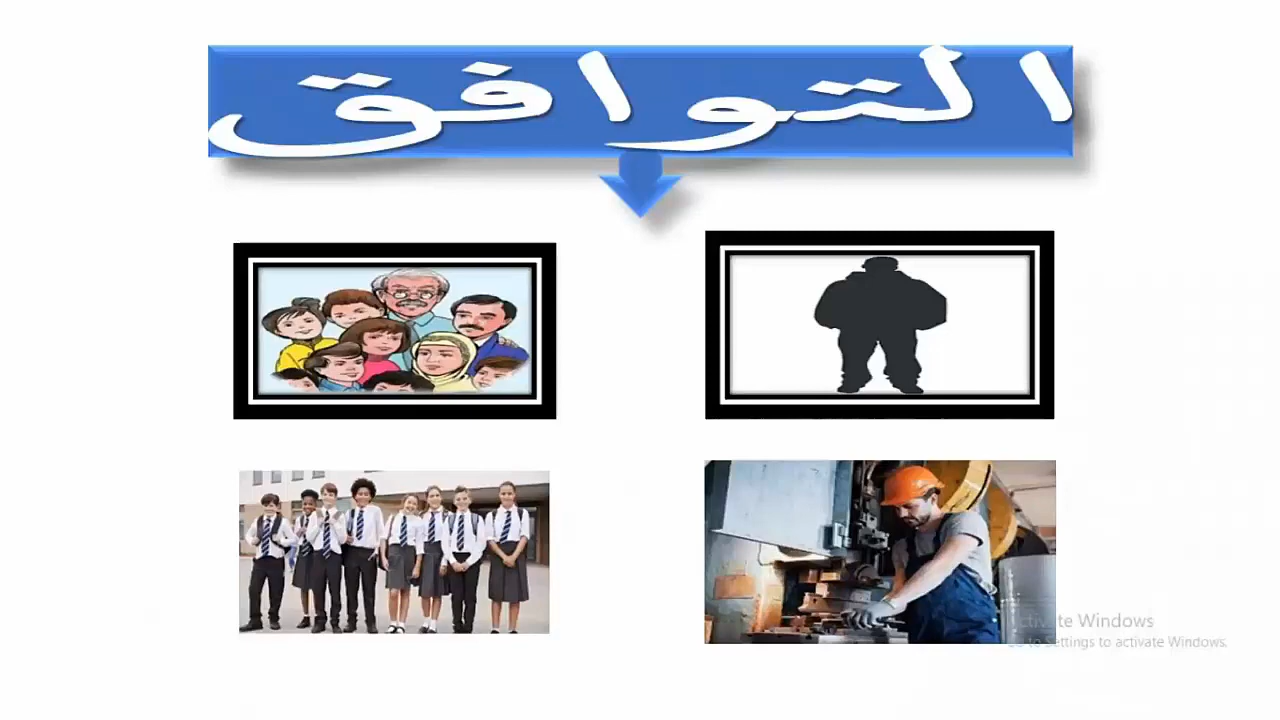 التوافق
Activate Windows
Go to Settings to activate Windows.